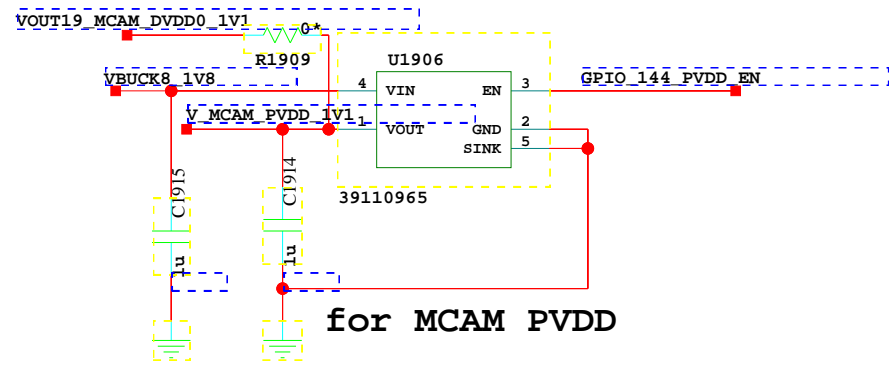 VOUT19_MCAM_DVDD0_1V1
0*
R1909
U1906
VBUCK8_1V8
4 VIN EN 3
GPIO_144_PVDD_EN
V_MCAM_PVDD_1V1
1 VOUT GND 2
SINK 5
C1915
C1914
39110965
1u
1u
for MCAM PVDD